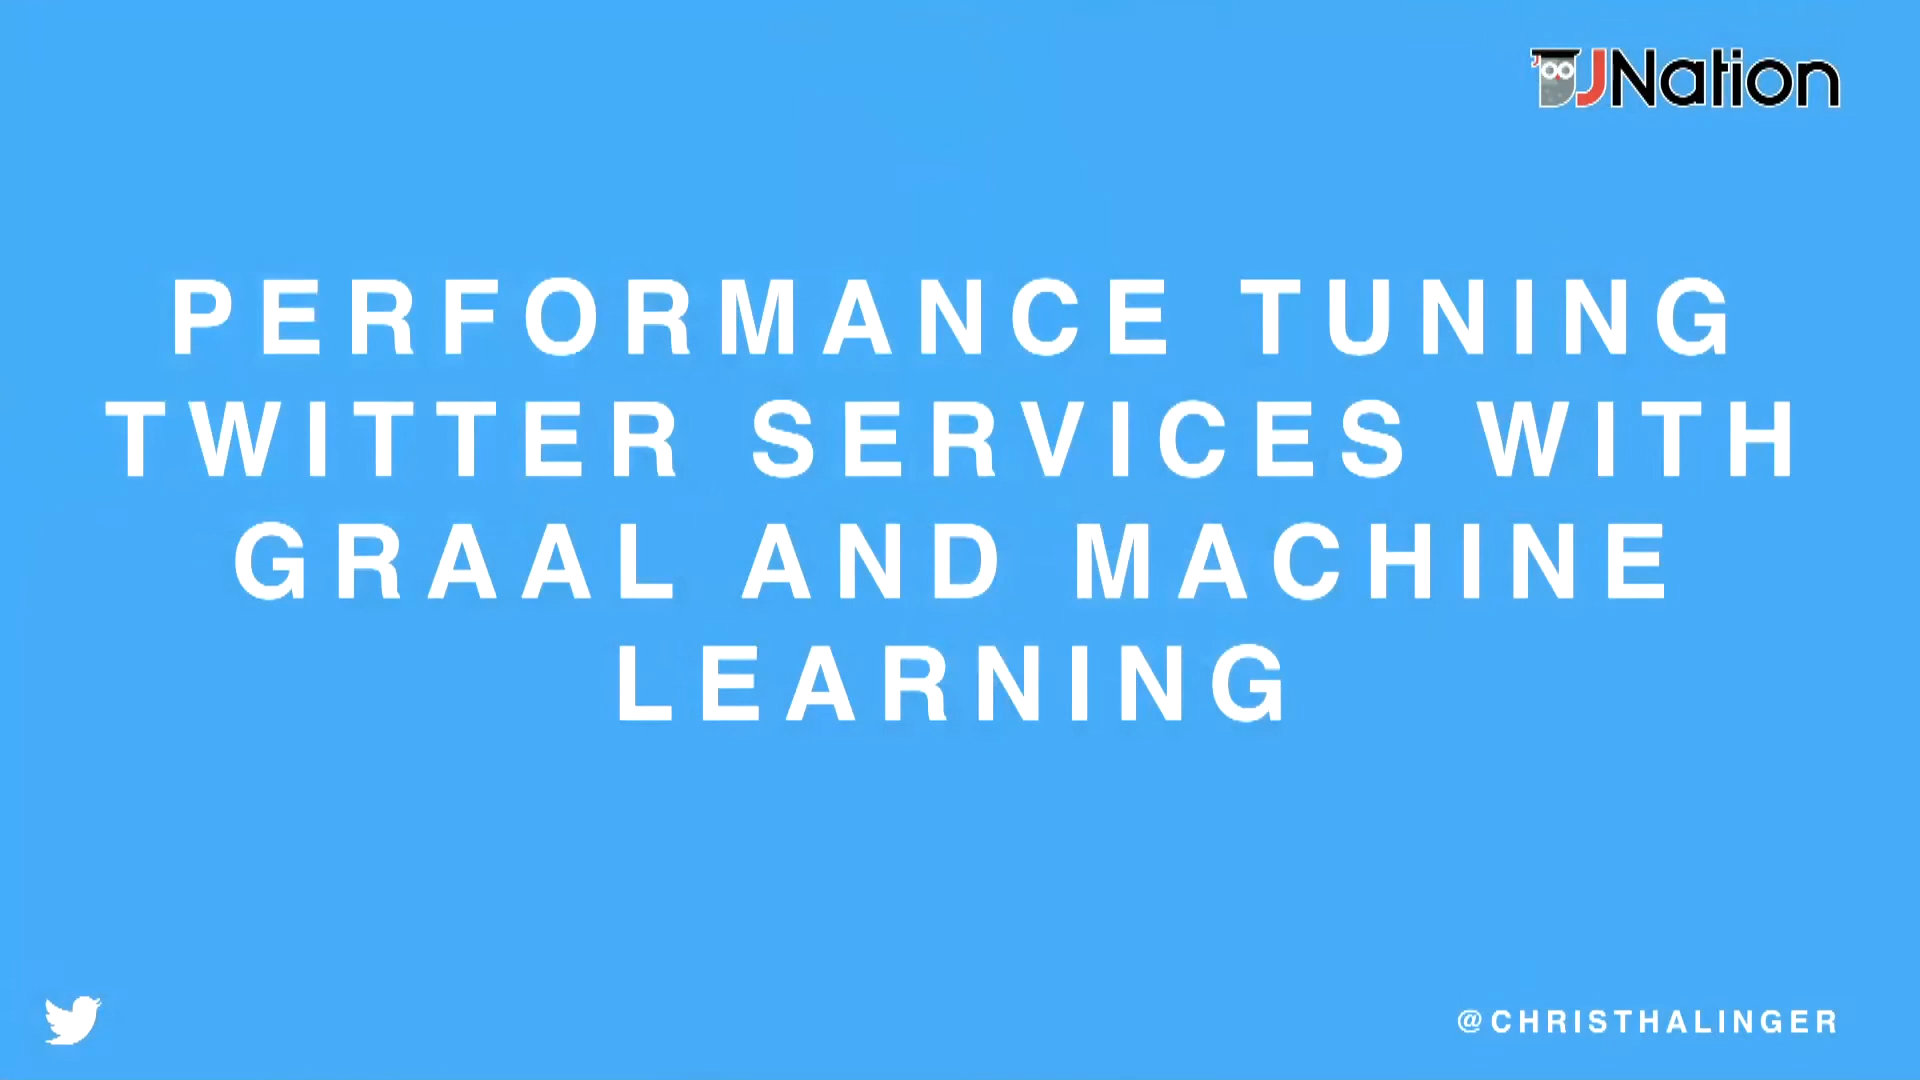 JNation
PERFORMANCE TUNING
TWITTER SERVICES WITH
GRAAL AND MACHINE
LEARNING
@CHRISTHALINGER